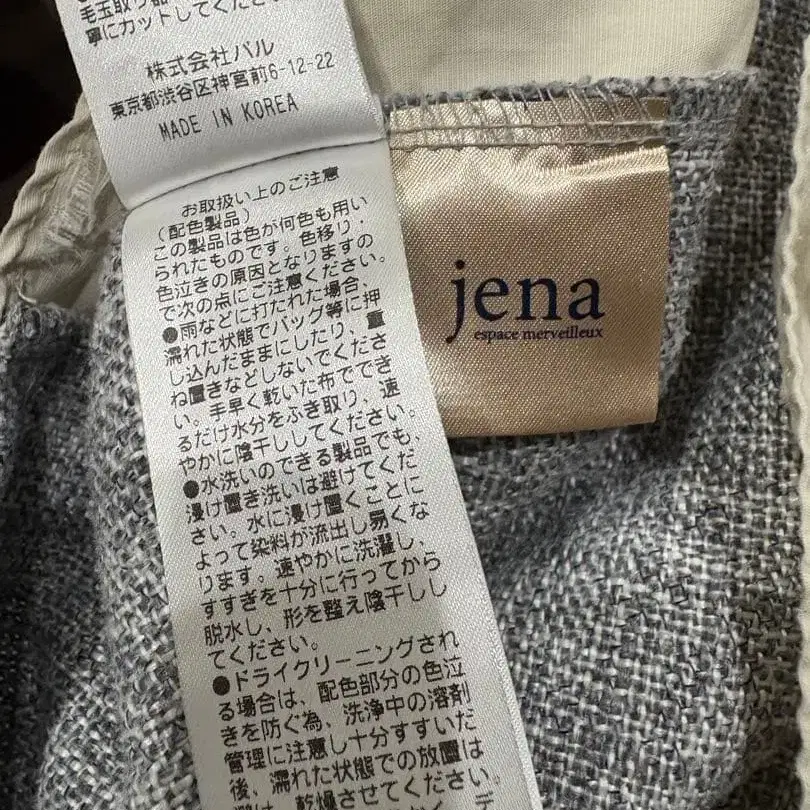 毛玉取り器
寧にカットしてください
株式会社パル
東京都渋谷区神宮前6-12-22
MADE IN KOREA
お取扱い上のご注意
(配色製品)
この製品は色が何色も用い
られたものです。色移り・
色泣きの原因となりますの
で次の点にご注意ください。
●雨などに打たれた場合、
濡れた状態でバッグ等に押
し込んだままにしたり、重
ね置きなどしないでくださ
い。手早く乾いた布ででき
るだけ水分をふき取り、速
やかに陰干ししてください。
●水洗いのできる製品でも、
浸け置き洗いは避けてくだ
さい。水に浸け置くことに
よって染料が流出し易くな
ります。速やかに洗濯し、
すすぎを十分に行ってから
脱水し、形を整え陰干しし
てください。
●ドライクリーニングされ
る場合は、配色部分の色泣
きを防ぐ為、洗浄中の溶剤
管理に注意し十分すすいだ
後、濡れた状態での放置は
乾燥させてください。
jena
espace merveilleux